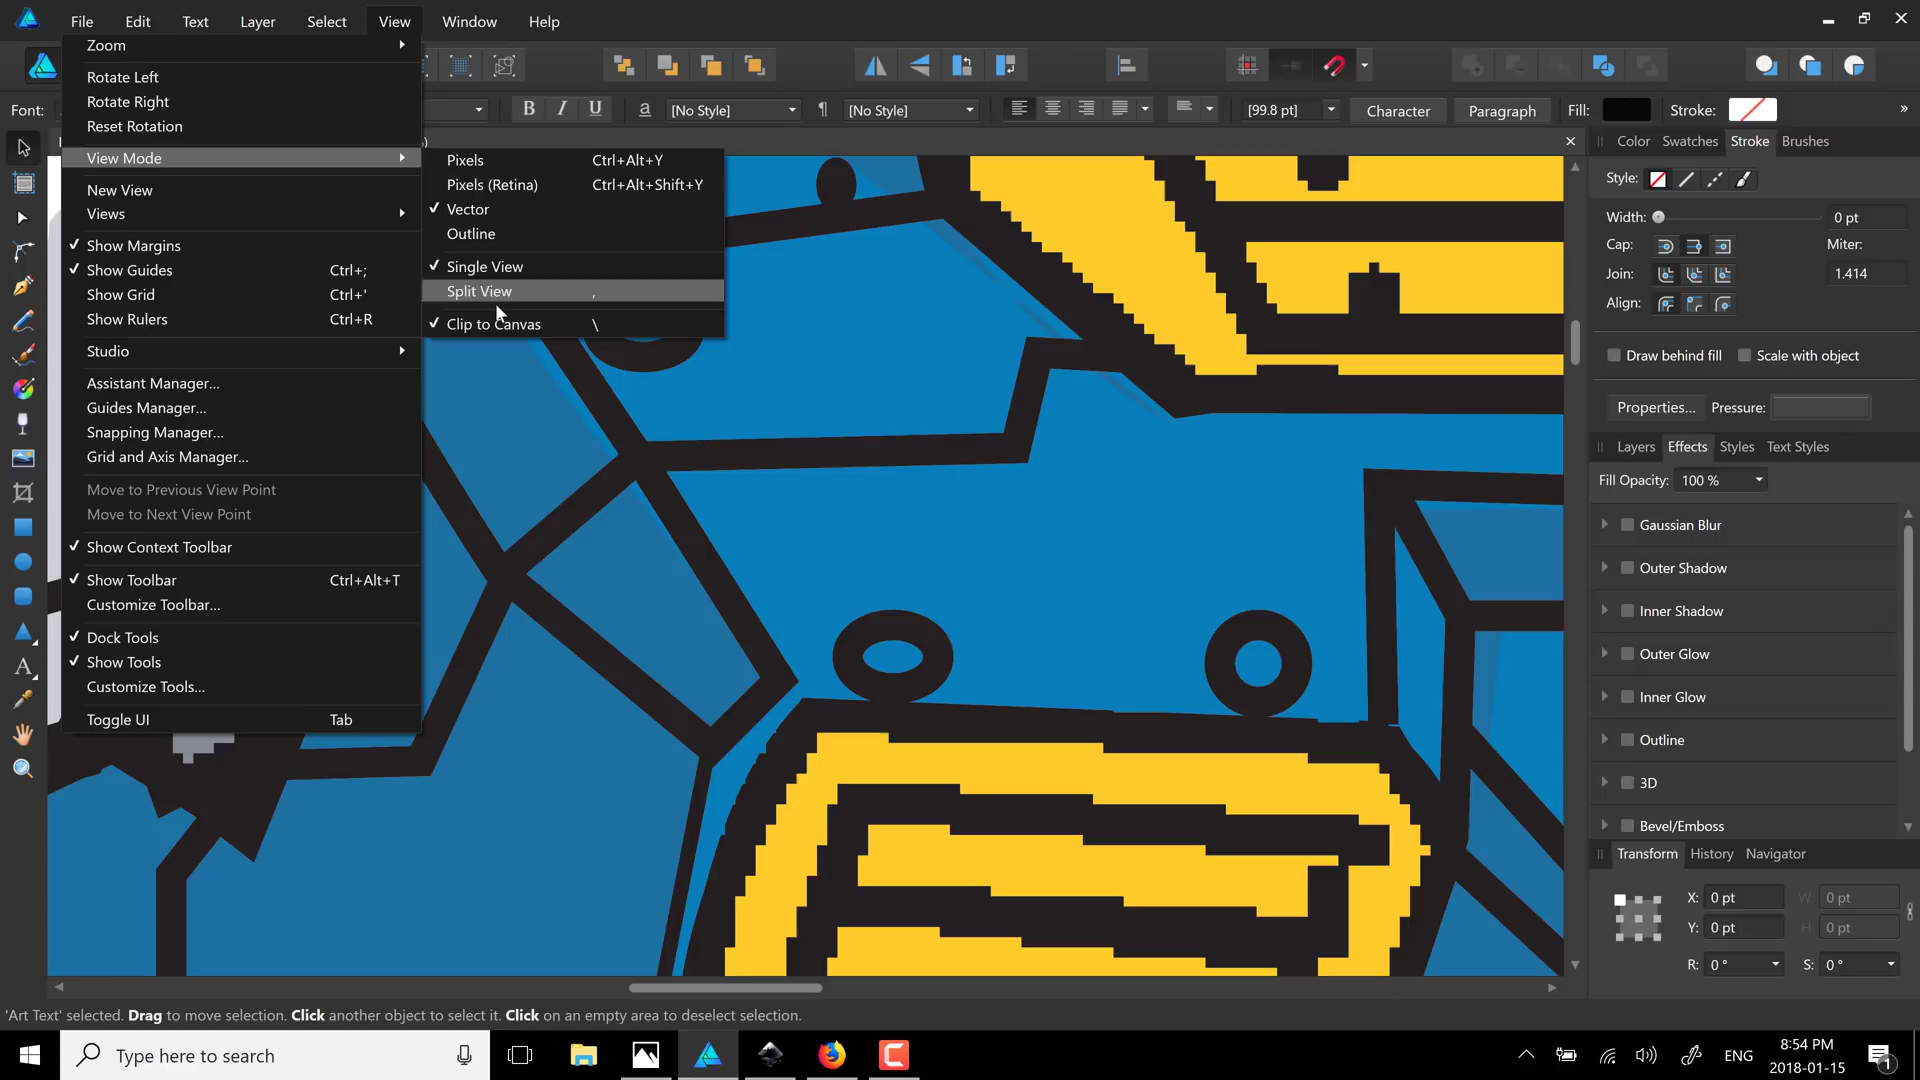 File Edit Text Layer Select View Window Help
Zoom
Rotate Left
Rotate Right
Reset Rotation
View Mode
New View
Views
Show Margins
Show Guides Ctrl+;
Show Grid Ctrl+'
Show Rulers Ctrl+R
Studio
Assistant Manager...
Guides Manager...
Snapping Manager...
Grid and Axis Manager...
Move to Previous View Point
Move to Next View Point
Show Context Toolbar
Show Toolbar Ctrl+Alt+T
Customize Toolbar...
Dock Tools
Show Tools
Customize Tools...
Toggle UI Tab
Pixels Ctrl+Alt+Y
Pixels (Retina) Ctrl+Alt+Shift+Y
Vector
Outline
Single View
Split View ,
Clip to Canvas \
Font: B I U a [No Style] ¶ [No Style] [99.8 pt] Character Paragraph Fill: Stroke: »
Color Swatches Stroke Brushes
Style:
Width: 0 pt
Cap: Miter:
Join: 1.414
Align:
Draw behind fill Scale with object
Properties... Pressure:
Layers Effects Styles Text Styles
Fill Opacity: 100 %
Gaussian Blur
Outer Shadow
Inner Shadow
Outer Glow
Inner Glow
Outline
3D
Bevel/Emboss
Transform History Navigator
X: 0 pt W: 0 pt
Y: 0 pt H: 0 pt
R: 0 ° S: 0 °
'Art Text' selected. Drag to move selection. Click another object to select it. Click on an empty area to deselect selection.
Type here to search
ENG
8:54 PM
2018-01-15
1